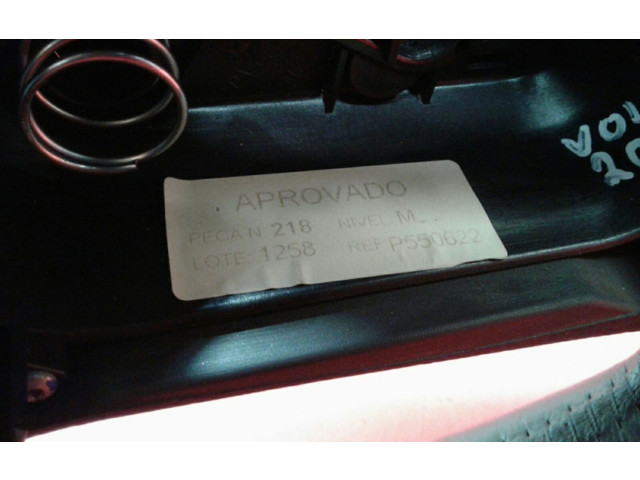 APROVADO
PEÇA N 218 NIVEL M
LOTE: 1258 REF P550622